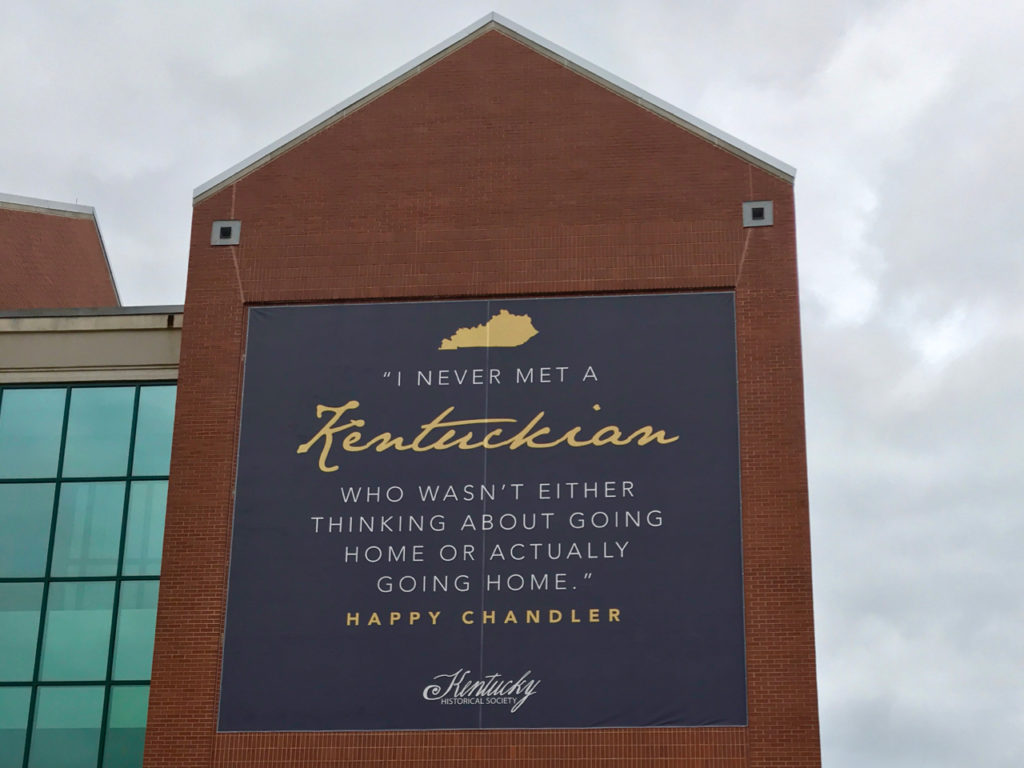 “I NEVER MET A
Kentuckian
WHO WASN’T EITHER
THINKING ABOUT GOING
HOME OR ACTUALLY
GOING HOME.”
HAPPY CHANDLER
Kentucky
HISTORICAL SOCIETY